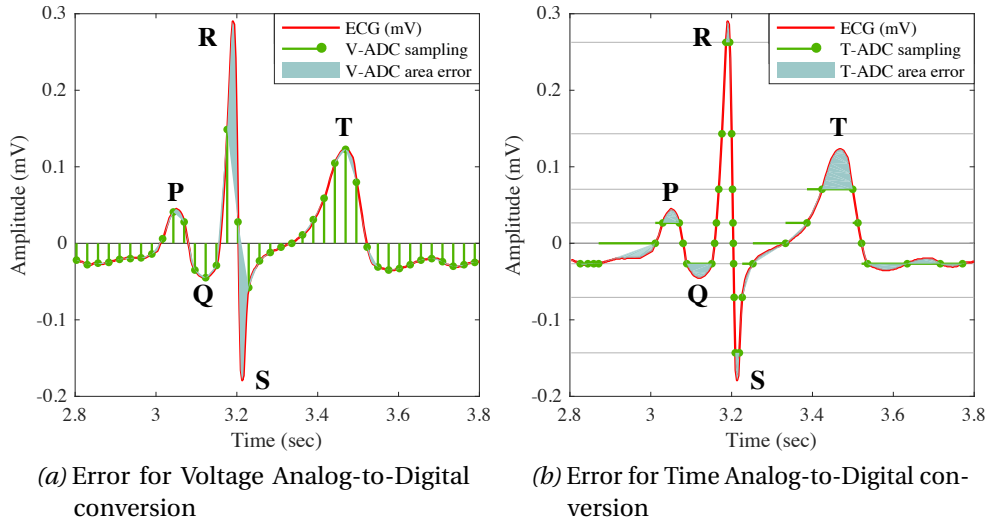 0.3
0.2
0.1
0
-0.1
-0.2
Amplitude (mV)
2.8 3 3.2 3.4 3.6 3.8
Time (sec)
ECG (mV)
V-ADC sampling
V-ADC area error
P
Q
R
S
T
(a) Error for Voltage Analog-to-Digital
conversion
0.3
0.2
0.1
0
-0.1
-0.2
Amplitude (mV)
2.8 3 3.2 3.4 3.6 3.8
Time (sec)
ECG (mV)
T-ADC sampling
T-ADC area error
P
Q
R
S
T
(b) Error for Time Analog-to-Digital con-
version